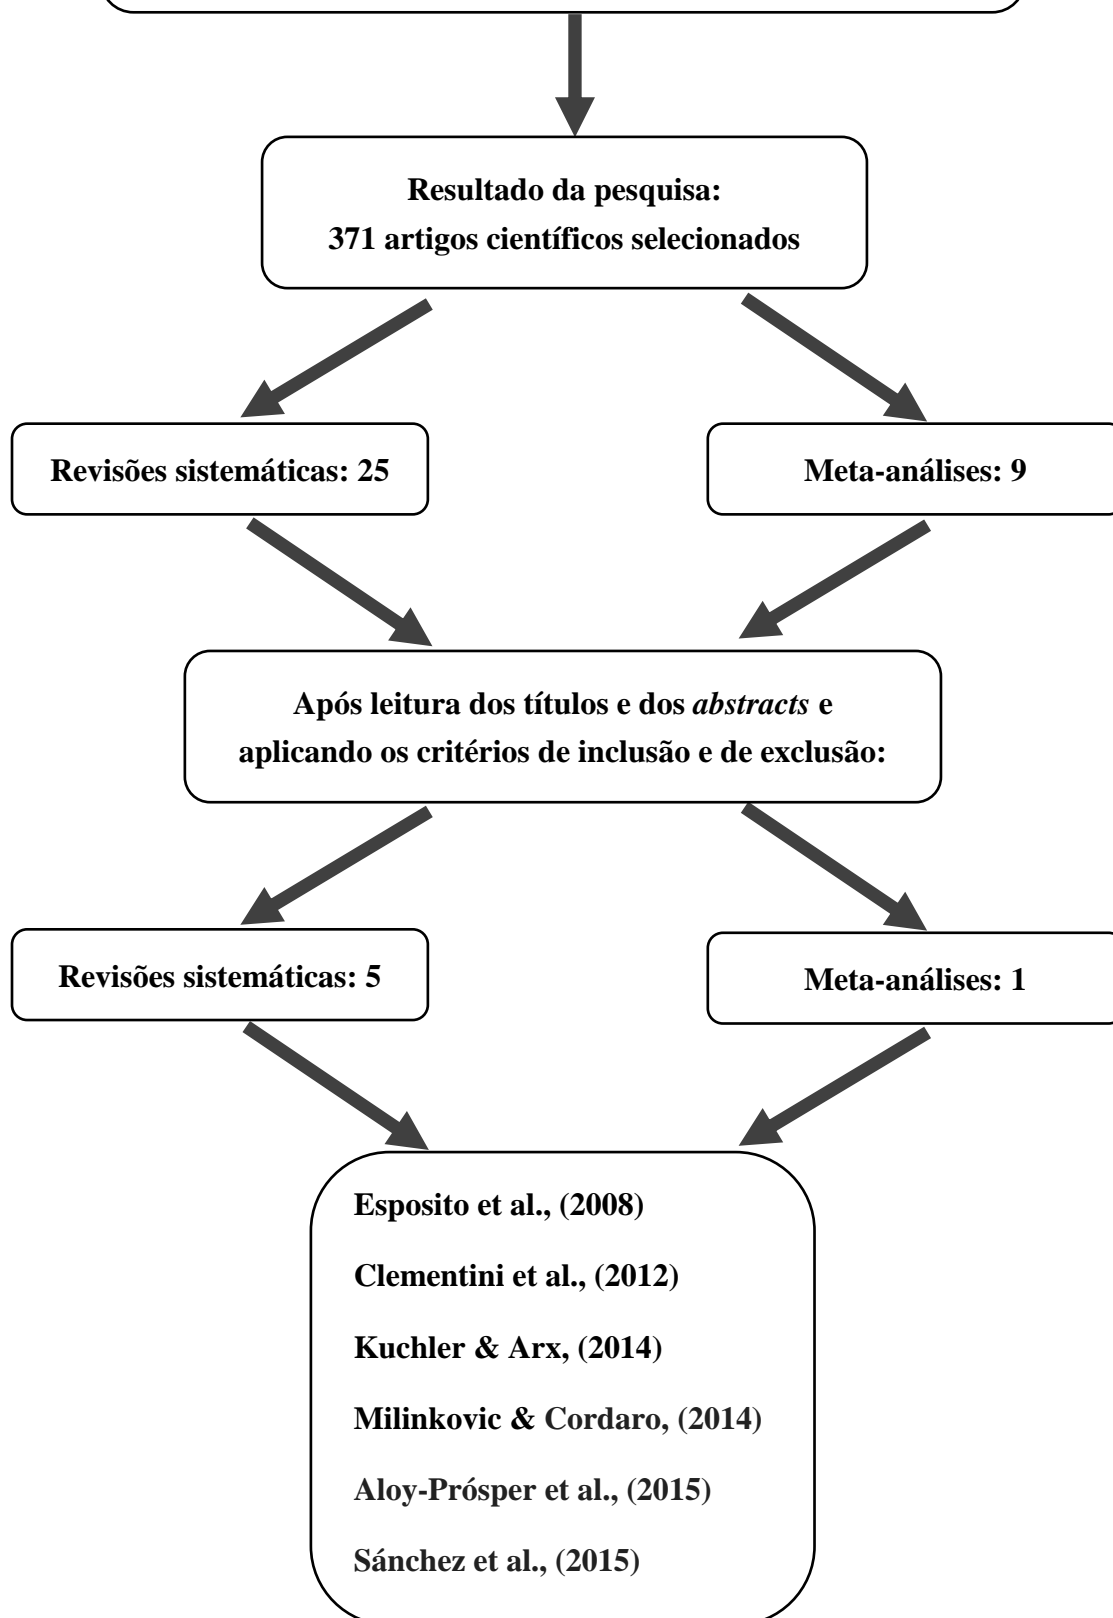 Resultado da pesquisa:
371 artigos científicos selecionados
Revisões sistemáticas: 25
Meta-análises: 9
Após leitura dos títulos e dos abstracts e
aplicando os critérios de inclusão e de exclusão:
Revisões sistemáticas: 5
Meta-análises: 1
Esposito et al., (2008)
Clementini et al., (2012)
Kuchler & Arx, (2014)
Milinkovic & Cordaro, (2014)
Aloy-Prósper et al., (2015)
Sánchez et al., (2015)